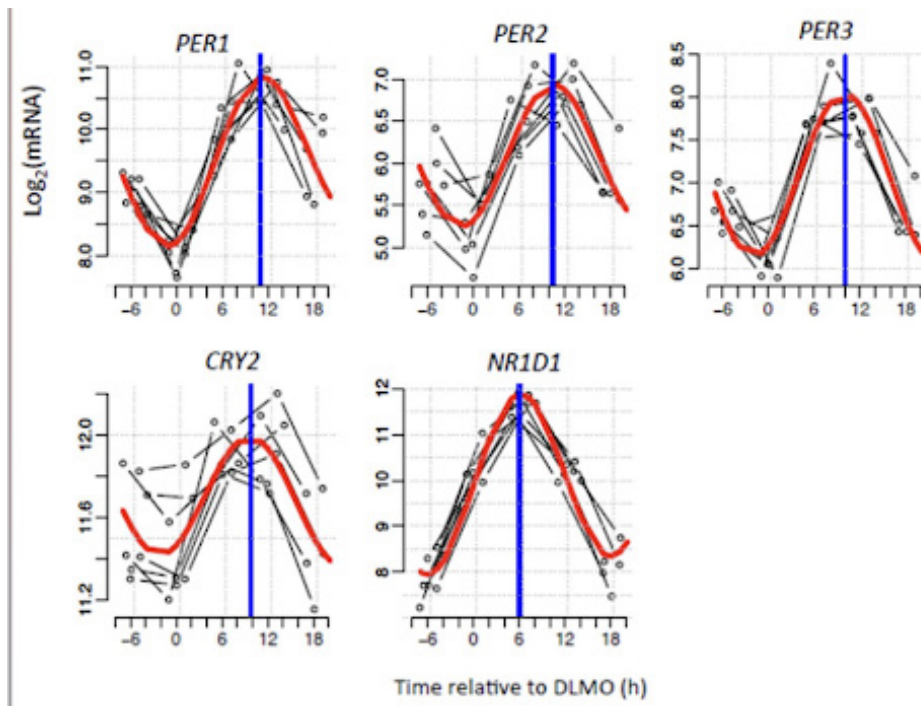 PER1 PER2 PER3
Log2(mRNA)
11.0 10.0 9.0 8.0
7.0 6.5 6.0 5.5 5.0
8.5 8.0 7.5 7.0 6.5 6.0
-6 0 6 12 18
-6 0 6 12 18
-6 0 6 12 18
CRY2 NR1D1
12.0 11.6 11.2
12 11 10 9 8
-6 0 6 12 18
-6 0 6 12 18
Time relative to DLMO (h)